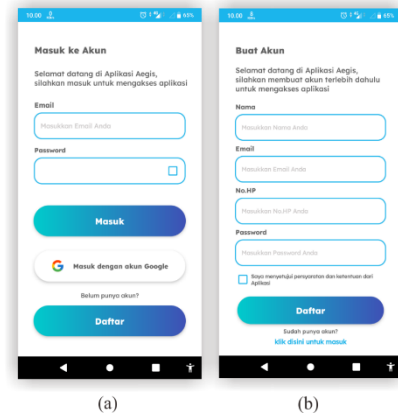 10.00
65%
Masuk ke Akun
Selamat datang di Aplikasi Aegis,
silahkan masuk untuk mengakses aplikasi
Email
Masukkan Email Anda
Password
Masuk
G Masuk dengan akun Google
Belum punya akun?
Daftar
(a)
10.00
65%
Buat Akun
Selamat datang di Aplikasi Aegis,
silahkan membuat akun terlebih dahulu
untuk mengakses aplikasi
Nama
Masukkan Nama Anda
Email
Masukkan Email Anda
No.HP
Masukkan No.HP Anda
Password
Masukkan Password Anda
Saya menyetujui persyaratan dan ketentuan dari
Aplikasi
Daftar
Sudah punya akun?
klik disini untuk masuk
(b)